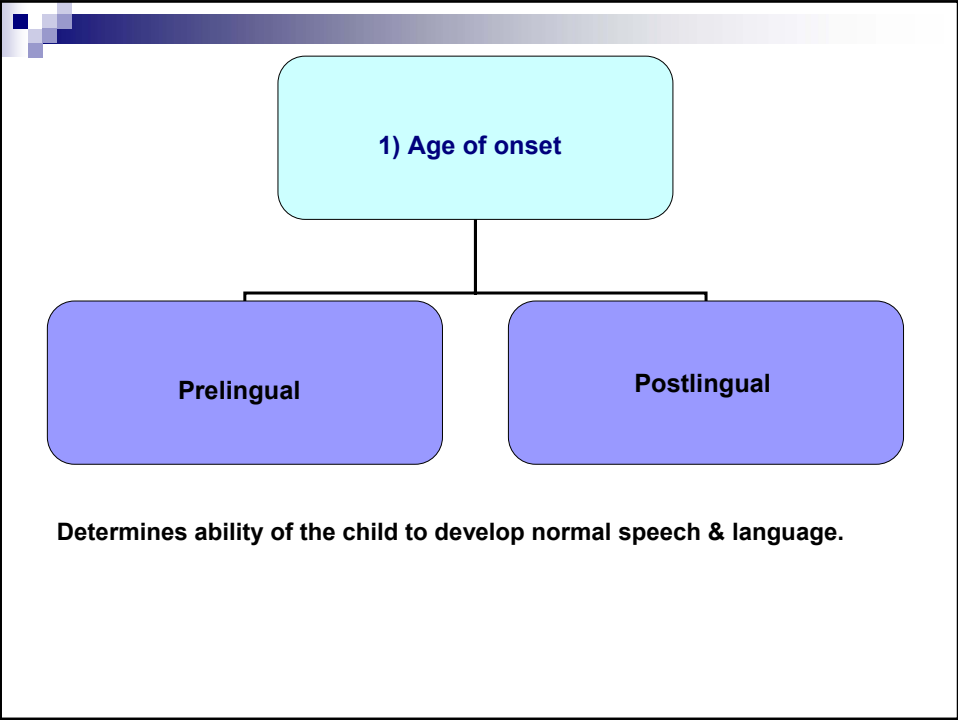 1) Age of onset
Prelingual
Postlingual
Determines ability of the child to develop normal speech & language.